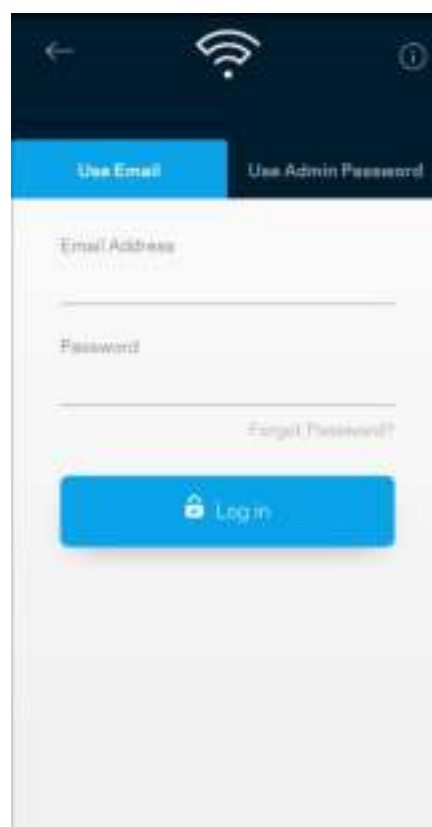 Use Email
Use Admin Password
Email Address
Password
Forgot Password?
Log in